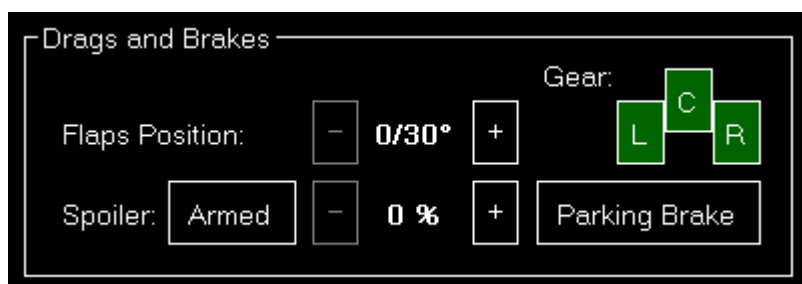 Drags and Brakes
Gear:
C
L R
Flaps Position: − 0/30° +
Spoiler: Armed − 0 % + Parking Brake